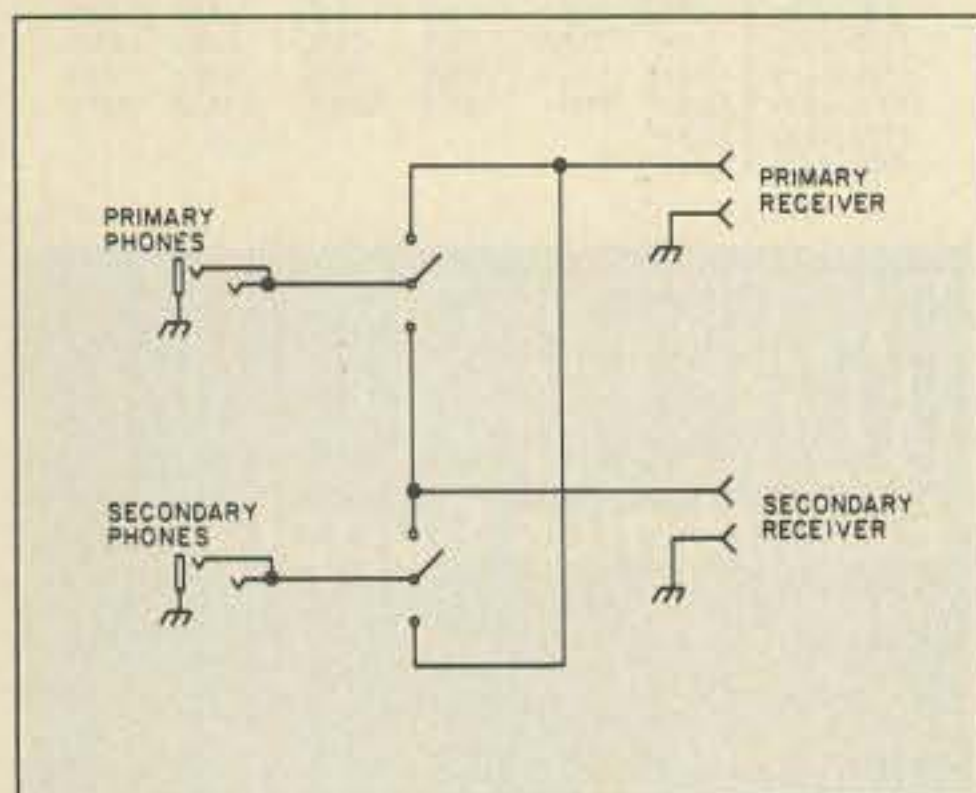 PRIMARY
PHONES
PRIMARY
RECEIVER
SECONDARY
PHONES
SECONDARY
RECEIVER